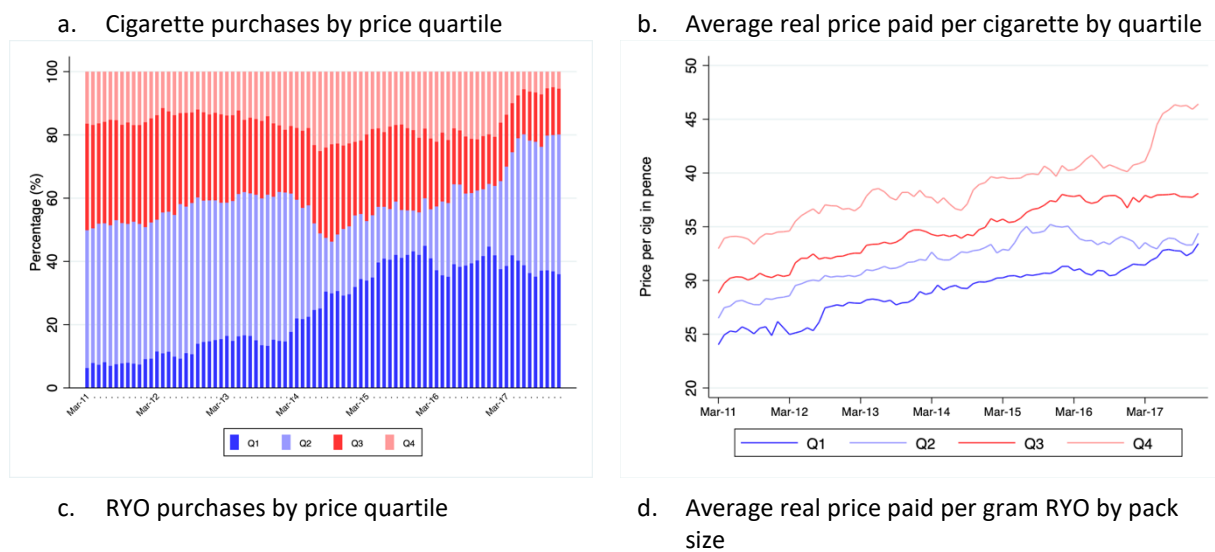 a. Cigarette purchases by price quartile
b. Average real price paid per cigarette by quartile
Percentage (%)
100
80
60
40
20
0
Mar-11
Mar-12
Mar-13
Mar-14
Mar-15
Mar-16
Mar-17
Q1 Q2 Q3 Q4
Price per cig in pence
50
45
40
35
30
25
20
Mar-11 Mar-12 Mar-13 Mar-14 Mar-15 Mar-16 Mar-17
Q1 Q2 Q3 Q4
c. RYO purchases by price quartile
d. Average real price paid per gram RYO by pack
size